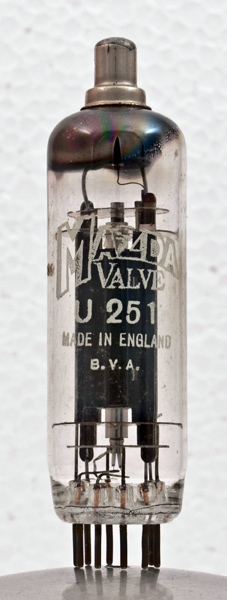 MAZDA
VALVE
U 251
MADE IN ENGLAND
B.V.A.